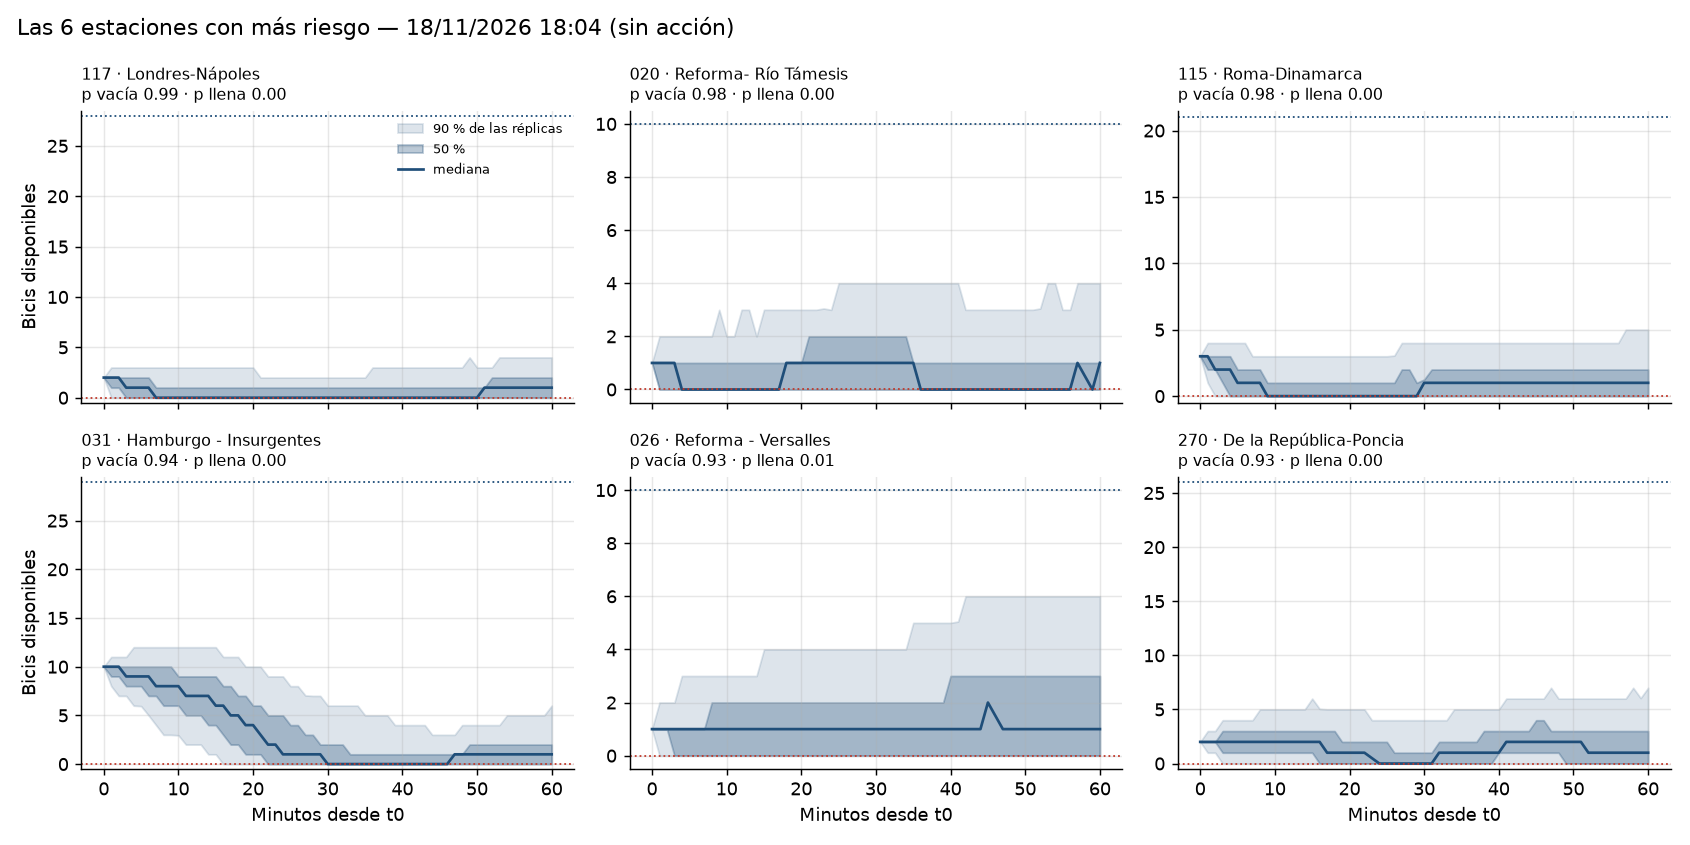 Las 6 estaciones con más riesgo — 18/11/2026 18:04 (sin acción)
117 · Londres-Nápoles
p vacía 0.99 · p llena 0.00
90 % de las réplicas
50 %
mediana
Bicis disponibles
25
20
15
10
5
0
020 · Reforma- Río Támesis
p vacía 0.98 · p llena 0.00
10
8
6
4
2
0
115 · Roma-Dinamarca
p vacía 0.98 · p llena 0.00
20
15
10
5
0
031 · Hamburgo - Insurgentes
p vacía 0.94 · p llena 0.00
Bicis disponibles
25
20
15
10
5
0
0 10 20 30 40 50 60
Minutos desde t0
026 · Reforma - Versalles
p vacía 0.93 · p llena 0.01
10
8
6
4
2
0
0 10 20 30 40 50 60
Minutos desde t0
270 · De la República-Poncia
p vacía 0.93 · p llena 0.00
25
20
15
10
5
0
0 10 20 30 40 50 60
Minutos desde t0